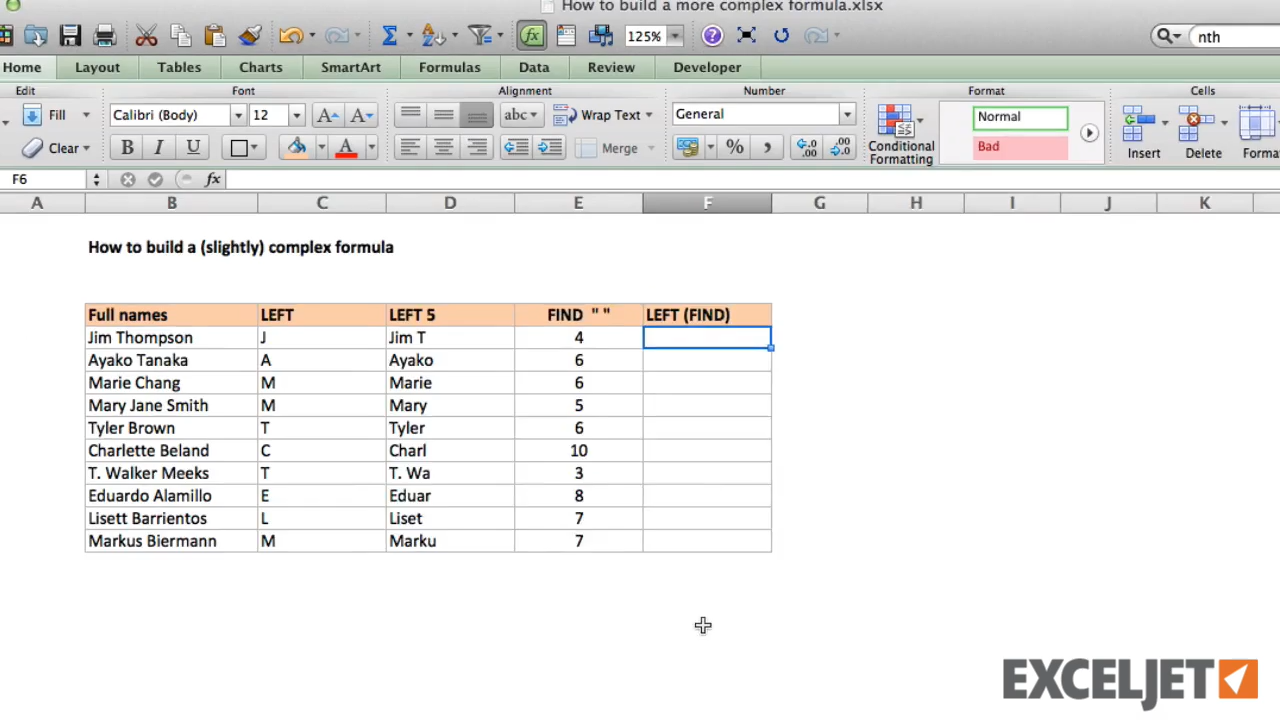 How to build a more complex formula.xlsx
125%
nth
Home Layout Tables Charts SmartArt Formulas Data Review Developer
Edit Font Alignment Number Format Cells
Fill Calibri (Body) 12 A A abc Wrap Text General Conditional Formatting Normal Insert Delete Forma
Clear B I U A Merge % , Bad
F6 fx
A B C D E F G H I J K
How to build a (slightly) complex formula
Full names LEFT LEFT 5 FIND " " LEFT (FIND)
Jim Thompson J Jim T 4
Ayako Tanaka A Ayako 6
Marie Chang M Marie 6
Mary Jane Smith M Mary 5
Tyler Brown T Tyler 6
Charlette Beland C Charl 10
T. Walker Meeks T T. Wa 3
Eduardo Alamillo E Eduar 8
Lisett Barrientos L Liset 7
Markus Biermann M Marku 7
EXCELJET